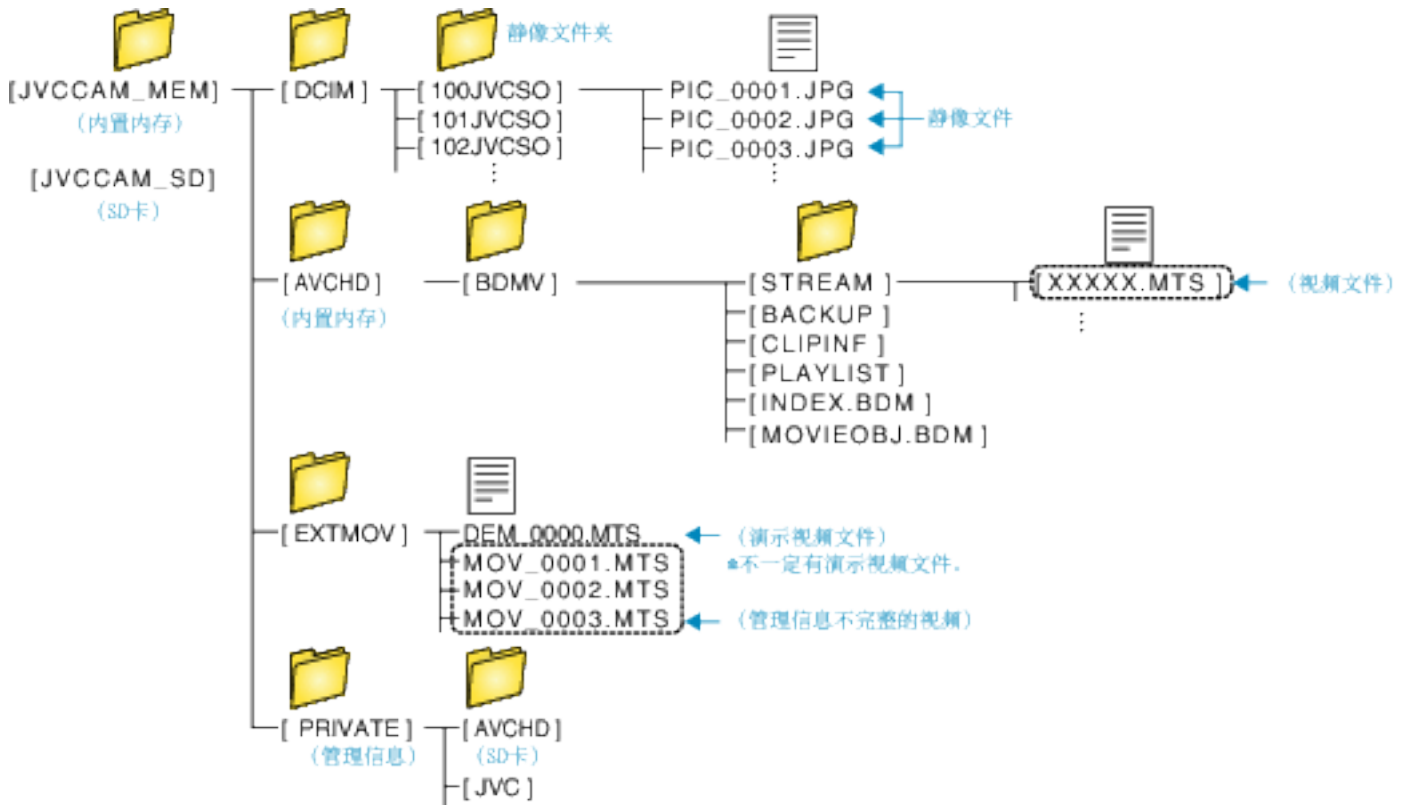 静像文件夹
[JVCCAM_MEM] [DCIM] [100JVCSO] PIC_0001.JPG
(内置内存) [101JVCSO] PIC_0002.JPG 静像文件
[102JVCSO] PIC_0003.JPG
[JVCCAM_SD]
(SD卡)
[AVCHD] [BDMV] [STREAM] [XXXXX.MTS] (视频文件)
(内置内存) [BACKUP]
[CLIPINF]
[PLAYLIST]
[INDEX.BDM]
[MOVIEOBJ.BDM]
[EXTMOV] DEM_0000.MTS (演示视频文件)
MOV_0001.MTS *不一定有演示视频文件.
MOV_0002.MTS
MOV_0003.MTS (管理信息不完整的视频)
[PRIVATE] [AVCHD]
(管理信息) (SD卡)
[JVC]